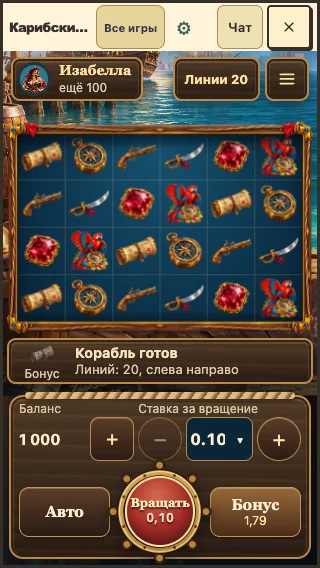 Карибски...
Все игры
Чат
×
Изабелла
ещё 100
Линии 20
Бонус
Корабль готов
Линий: 20, слева направо
Баланс
Ставка за вращение
1 000
+
−
0.10
+
Авто
Вращать
0,10
Бонус
1,79